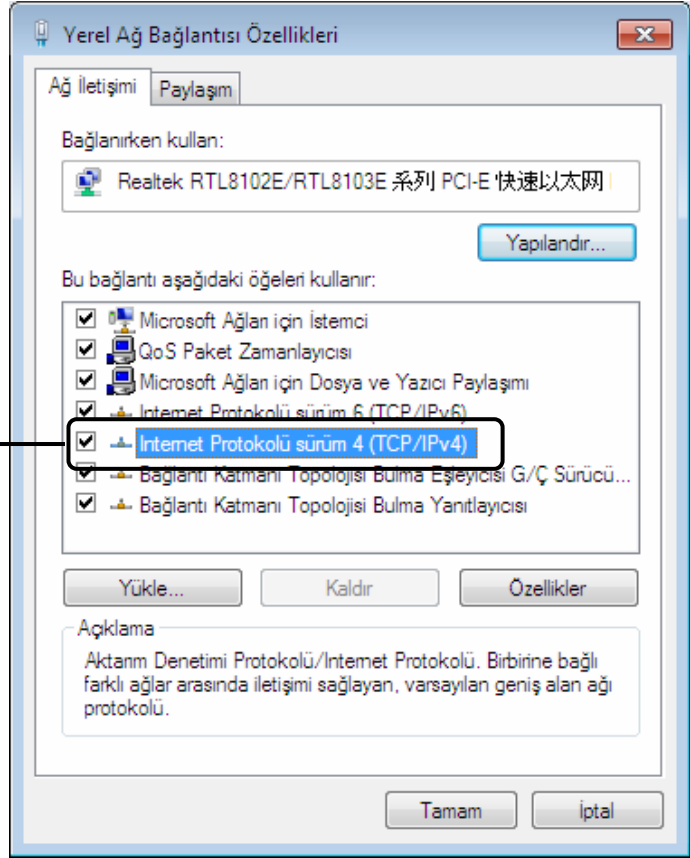 Yerel Ağ Bağlantısı Özellikleri
Ağ İletişimi
Paylaşım
Bağlanırken kullan:
Realtek RTL8102E/RTL8103E 系列 PCI-E 快速以太网
Yapılandır...
Bu bağlantı aşağıdaki öğeleri kullanır:
Microsoft Ağları için İstemci
QoS Paket Zamanlayıcısı
Microsoft Ağları için Dosya ve Yazıcı Paylaşımı
Internet Protokolü sürüm 6 (TCP/IPv6)
Internet Protokolü sürüm 4 (TCP/IPv4)
Bağlantı Katmanı Topolojisi Bulma Eşleyicisi G/Ç Sürücü...
Bağlantı Katmanı Topolojisi Bulma Yanıtlayıcısı
Yükle...
Kaldır
Özellikler
Açıklama
Aktarım Denetimi Protokolü/Internet Protokolü. Birbirine bağlı
farklı ağlar arasında iletişimi sağlayan, varsayılan geniş alan ağı
protokolü.
Tamam
İptal